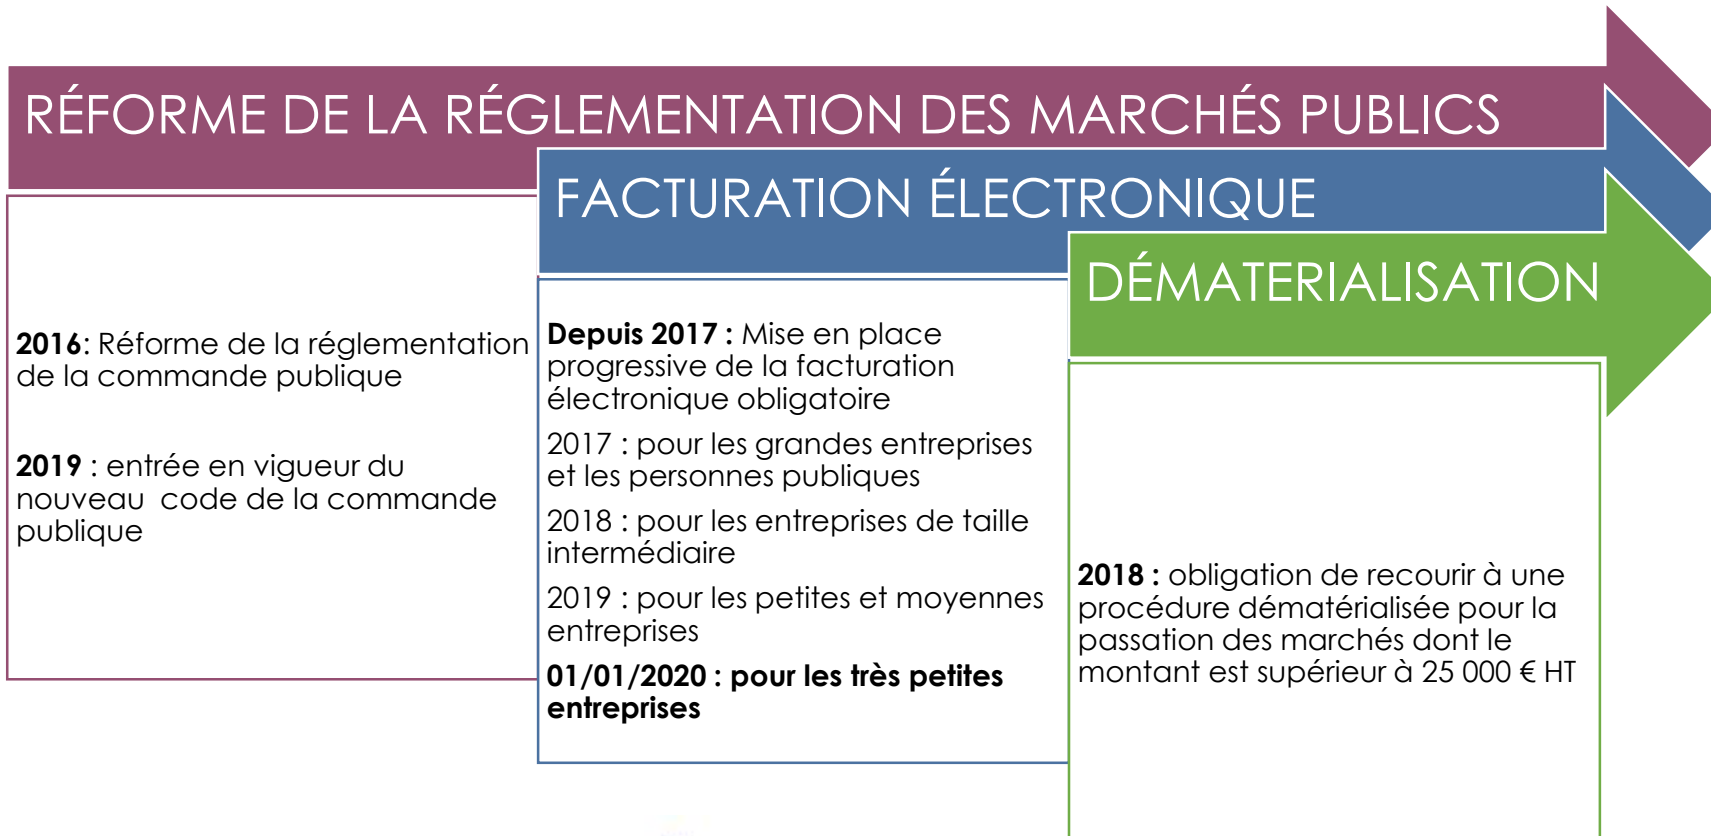 RÉFORME DE LA RÉGLEMENTATION DES MARCHÉS PUBLICS
2016: Réforme de la réglementation
de la commande publique
2019 : entrée en vigueur du
nouveau code de la commande
publique
FACTURATION ÉLECTRONIQUE
Depuis 2017 : Mise en place
progressive de la facturation
électronique obligatoire
2017 : pour les grandes entreprises
et les personnes publiques
2018 : pour les entreprises de taille
intermédiaire
2019 : pour les petites et moyennes
entreprises
01/01/2020 : pour les très petites
entreprises
DÉMATERIALISATION
2018 : obligation de recourir à une
procédure dématérialisée pour la
passation des marchés dont le
montant est supérieur à 25 000 € HT